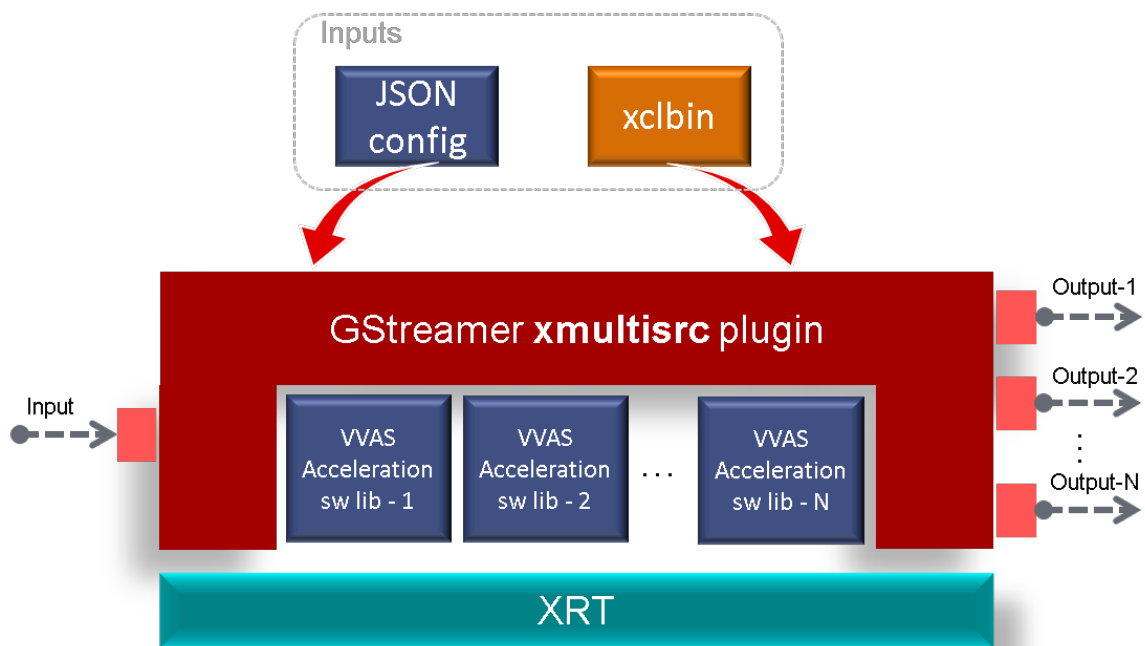 Inputs
JSON
config
xclbin
GStreamer xmultisrc plugin
Output-1
Output-2
Output-N
Input
VVAS
Acceleration
sw lib - 1
VVAS
Acceleration
sw lib - 2
...
VVAS
Acceleration
sw lib - N
XRT